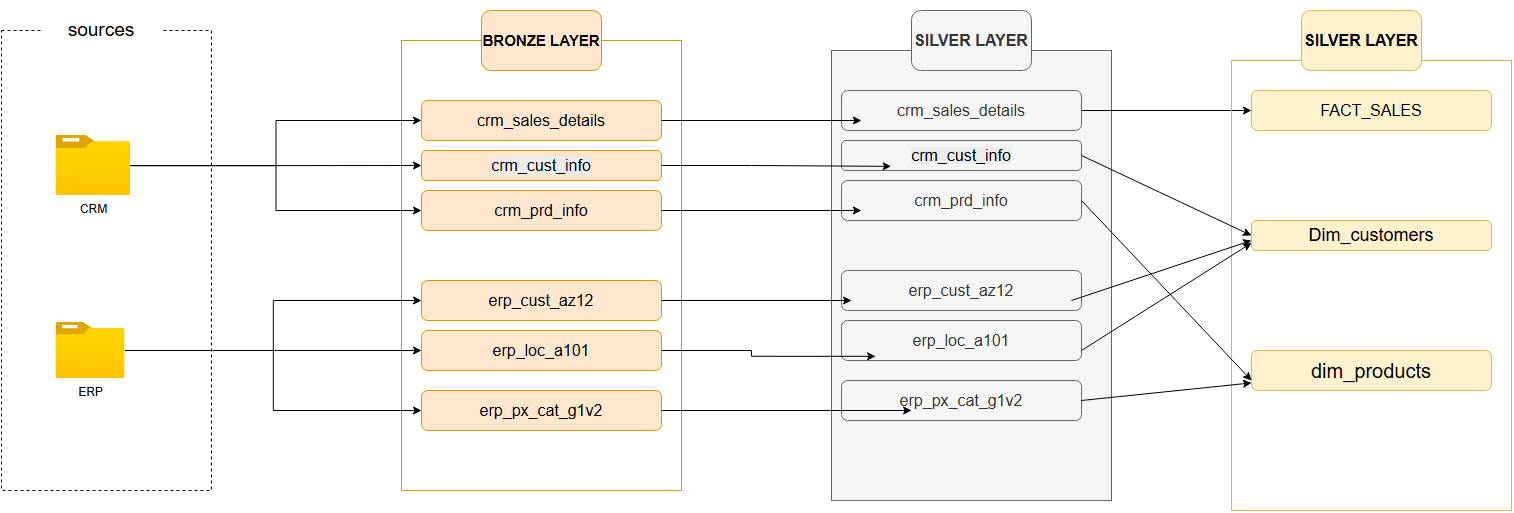 sources
CRM
ERP
BRONZE LAYER
crm_sales_details
crm_cust_info
crm_prd_info
erp_cust_az12
erp_loc_a101
erp_px_cat_g1v2
SILVER LAYER
crm_sales_details
crm_cust_info
crm_prd_info
erp_cust_az12
erp_loc_a101
erp_px_cat_g1v2
SILVER LAYER
FACT_SALES
Dim_customers
dim_products